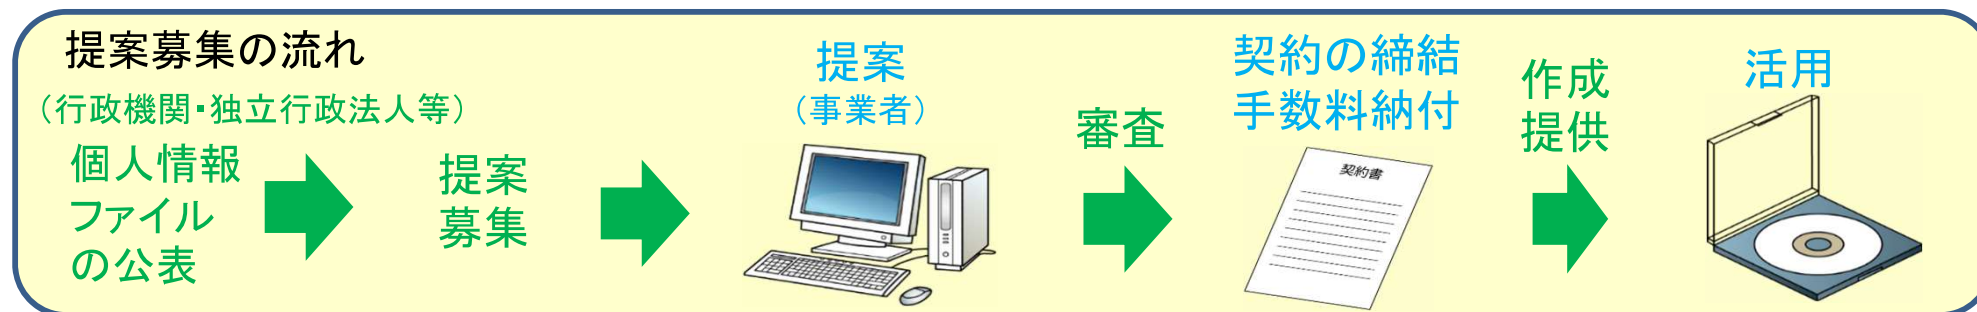 提案募集の流れ
（行政機関・独立行政法人等）
個人情報
ファイル
の公表
提案
募集
提案
（事業者）
審査
契約の締結
手数料納付
契約書
作成
提供
活用